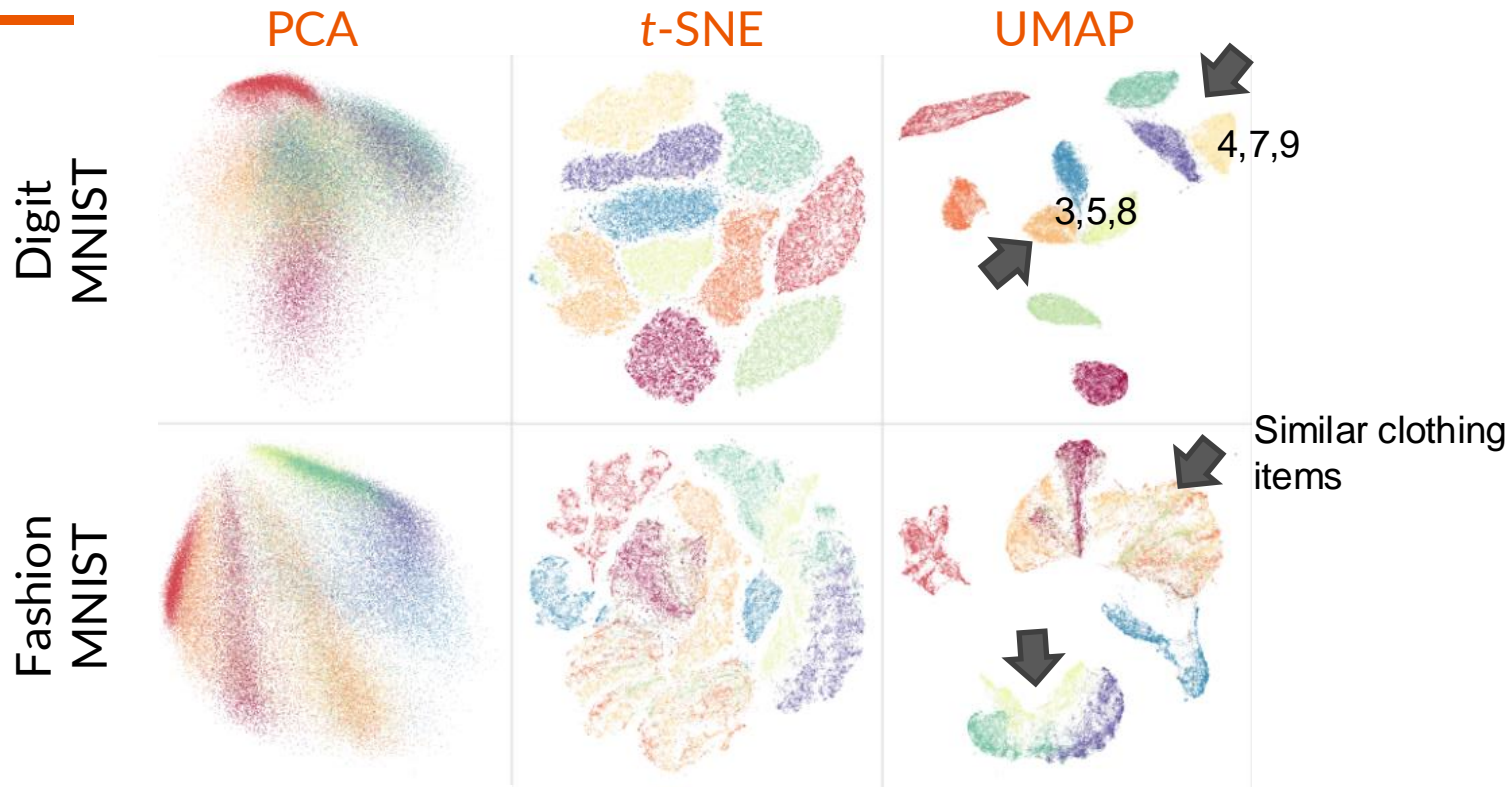 PCA
t-SNE
UMAP
Digit
MNIST
4,7,9
3,5,8
Fashion
MNIST
Similar clothing
items